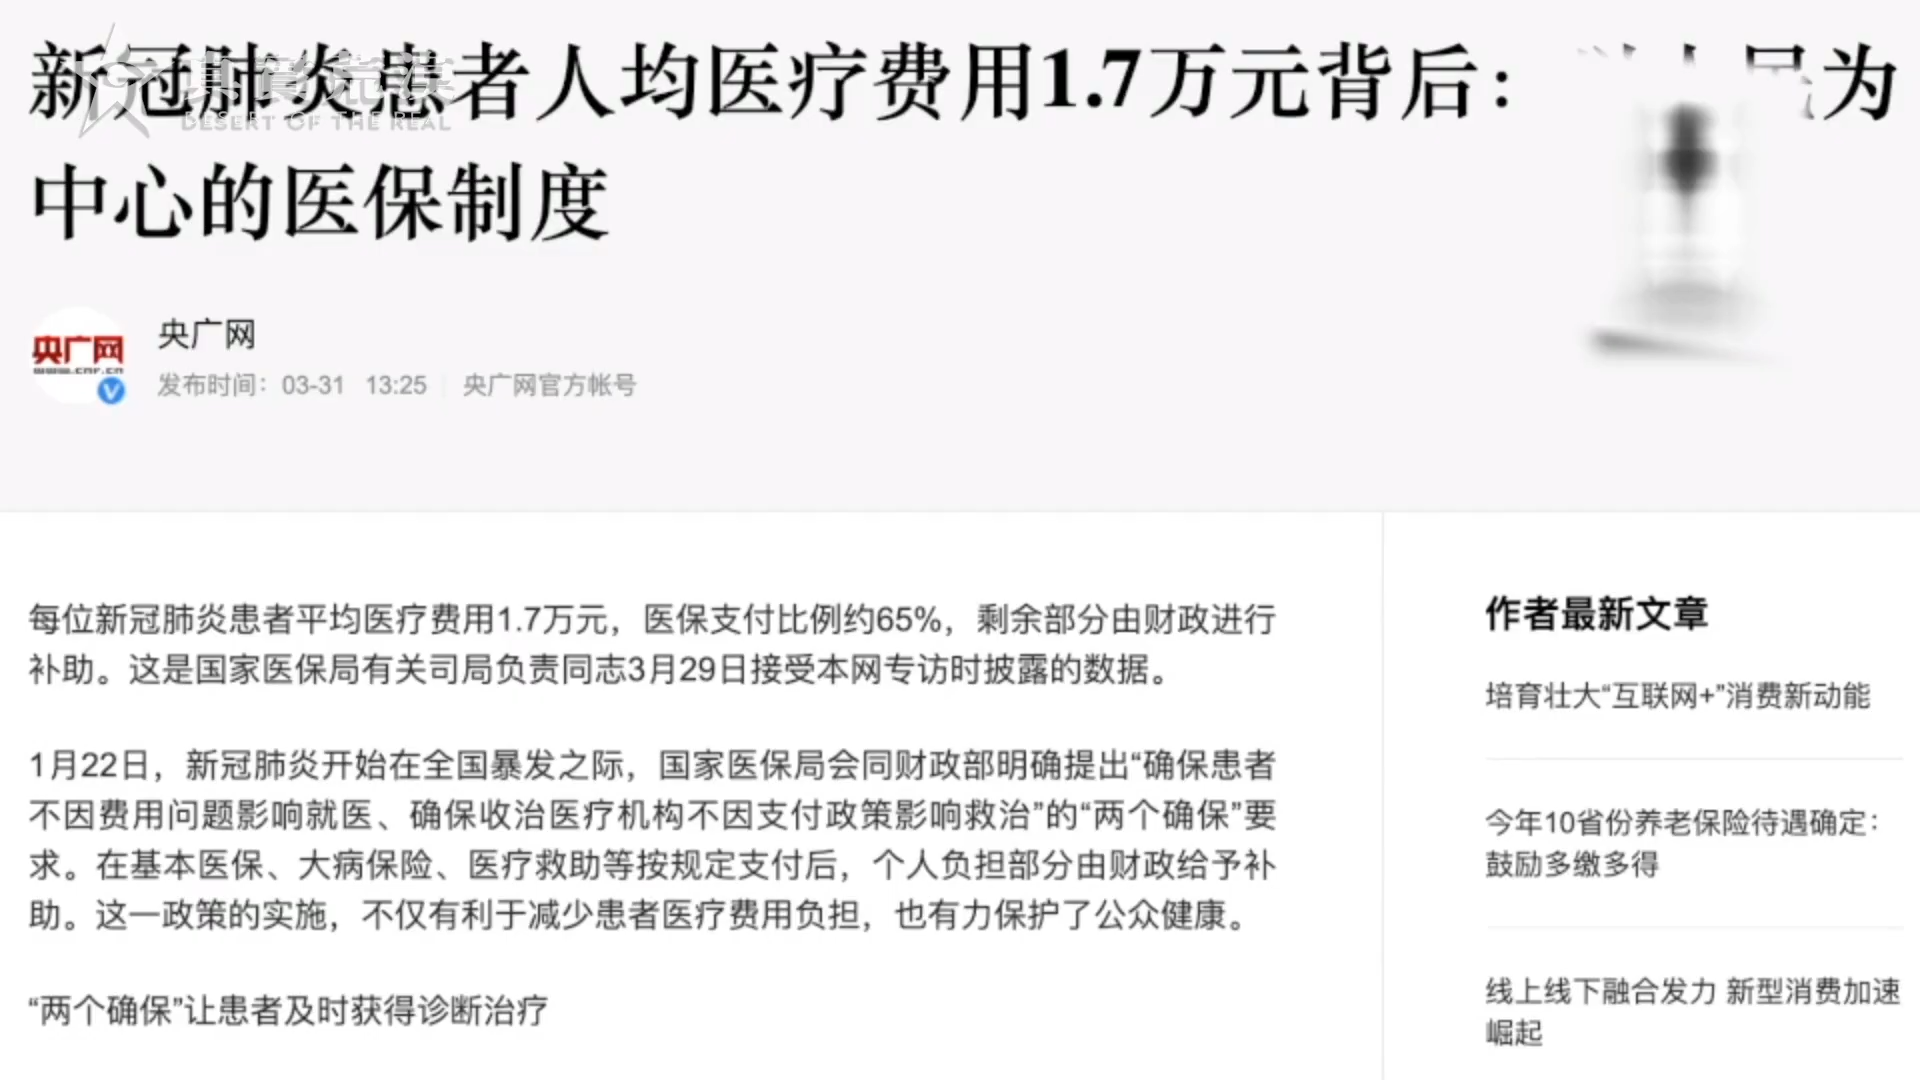 新冠肺炎患者人均医疗费用1.7万元背后：为
中心的医保制度
真實荒漠
DESERT OF THE REAL
央广网
www.cnr.cn
央广网
发布时间：03-31 13:25 央广网官方帐号
每位新冠肺炎患者平均医疗费用1.7万元，医保支付比例约65%，剩余部分由财政进行
补助。这是国家医保局有关司局负责同志3月29日接受本网专访时披露的数据。
1月22日，新冠肺炎开始在全国暴发之际，国家医保局会同财政部明确提出“确保患者
不因费用问题影响就医、确保收治医疗机构不因支付政策影响救治”的“两个确保”要
求。在基本医保、大病保险、医疗救助等按规定支付后，个人负担部分由财政给予补
助。这一政策的实施，不仅有利于减少患者医疗费用负担，也有力保护了公众健康。
“两个确保”让患者及时获得诊断治疗
作者最新文章
培育壮大“互联网+”消费新动能
今年10省份养老保险待遇确定：
鼓励多缴多得
线上线下融合发力 新型消费加速
崛起